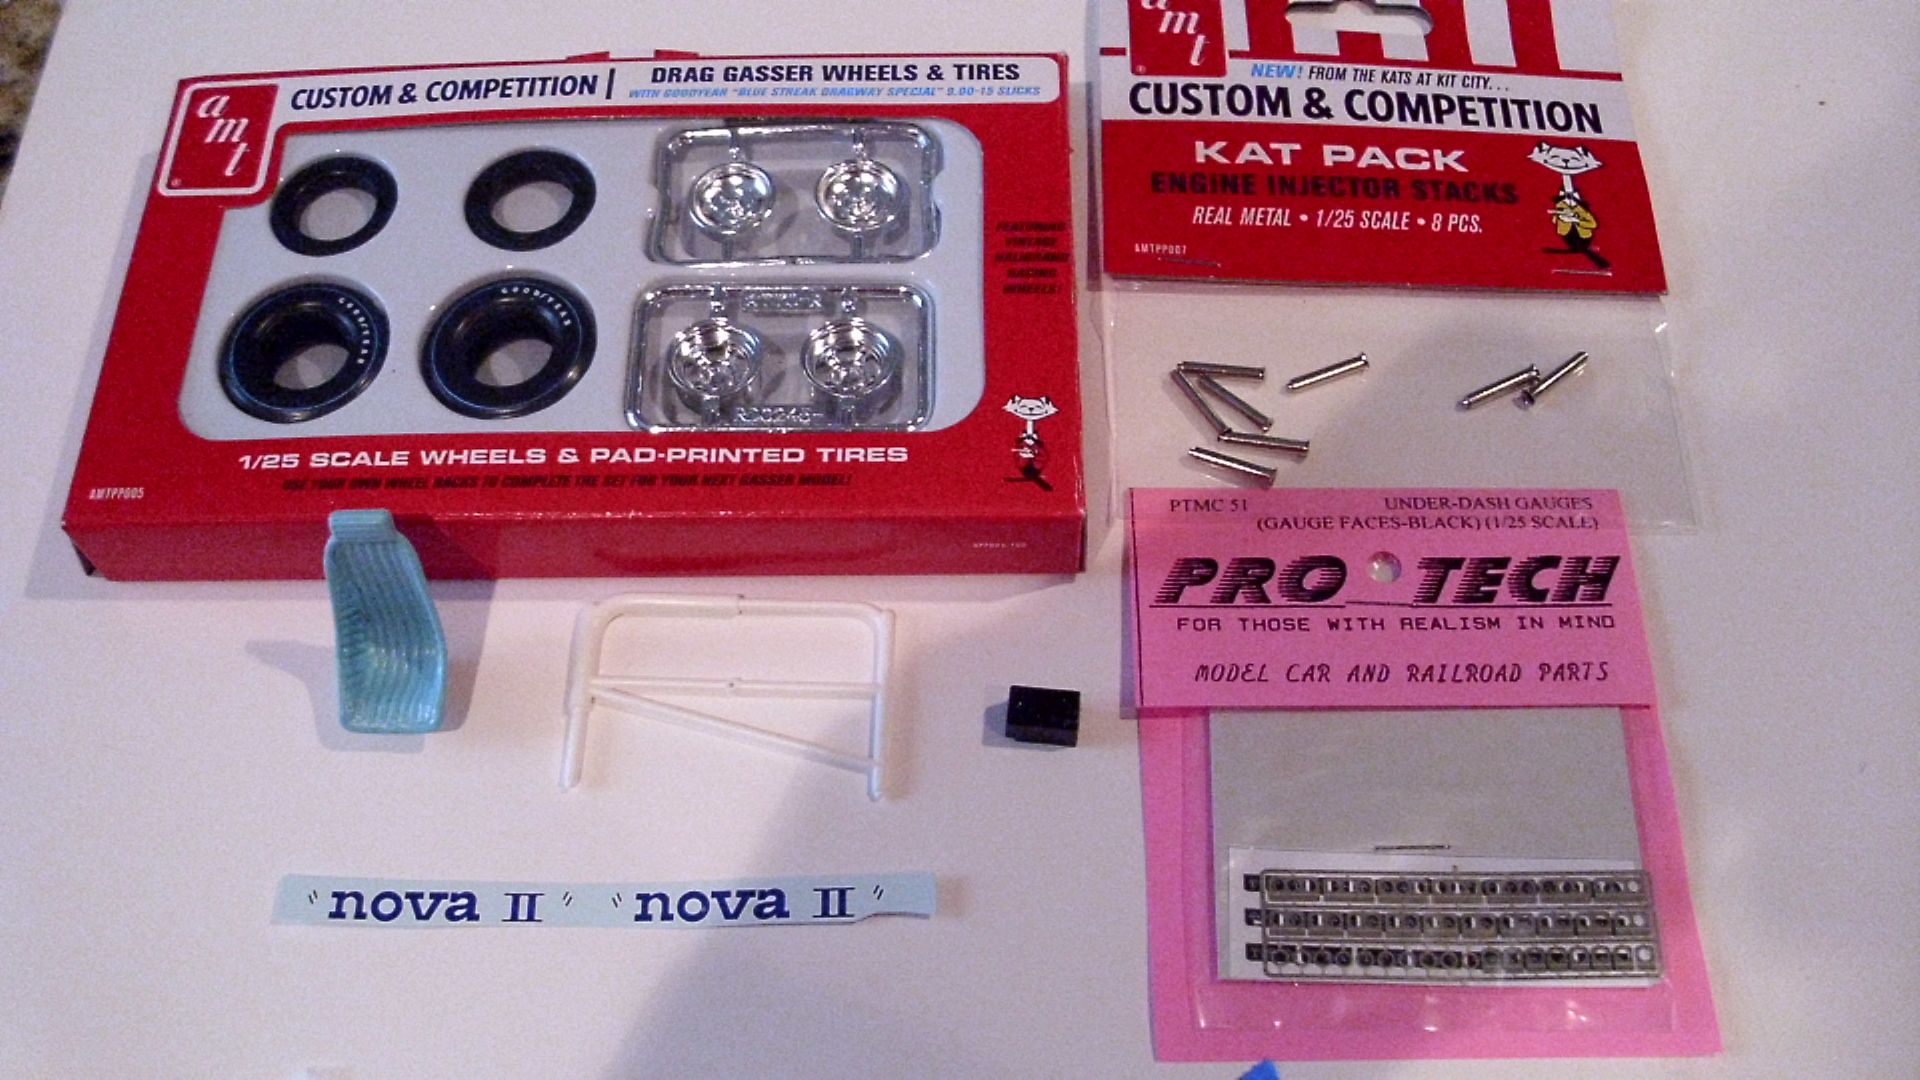 amt
CUSTOM & COMPETITION
DRAG GASSER WHEELS & TIRES
WITH GOODYEAR "BLUE STREAK DRAGWAY SPECIAL" 9.00-15 SLICKS
FEATURING
VINTAGE
HALIBRAND
RACING
WHEELS!
GOODYEAR
GOODYEAR
1/25 SCALE WHEELS & PAD-PRINTED TIRES
USE YOUR OWN WHEEL BACKS TO COMPLETE THE SET FOR YOUR NEXT GASSER MODEL!
AMTPP005
amt
NEW! FROM THE KATS AT KIT CITY...
CUSTOM & COMPETITION
KAT PACK
ENGINE INJECTOR STACKS
REAL METAL • 1/25 SCALE • 8 PCS.
AMTPP007
PTMC 51
UNDER-DASH GAUGES
(GAUGE FACES-BLACK) (1/25 SCALE)
PRO TECH
FOR THOSE WITH REALISM IN MIND
MODEL CAR AND RAILROAD PARTS
"nova II" "nova II"